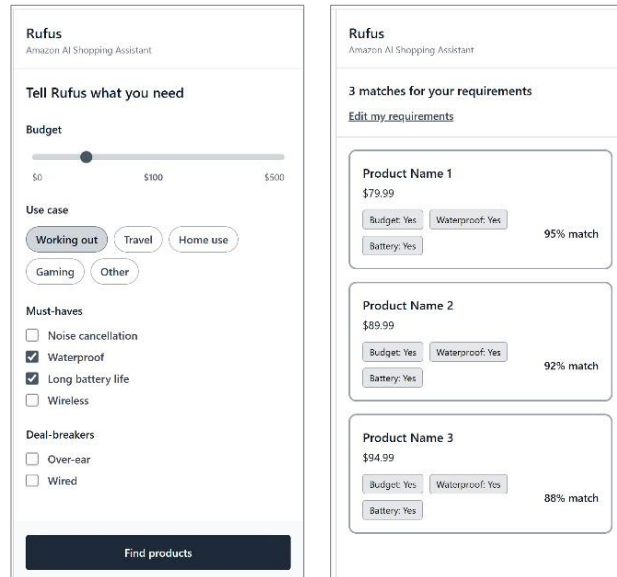 Rufus
Amazon AI Shopping Assistant
Tell Rufus what you need
Budget
$0 $100 $500
Use case
Working out Travel Home use
Gaming Other
Must-haves
Noise cancellation
Waterproof
Long battery life
Wireless
Deal-breakers
Over-ear
Wired
Find products
Rufus
Amazon AI Shopping Assistant
3 matches for your requirements
Edit my requirements
Product Name 1
$79.99
Budget: Yes Waterproof: Yes
Battery: Yes
95% match
Product Name 2
$89.99
Budget: Yes Waterproof: Yes
Battery: Yes
92% match
Product Name 3
$94.99
Budget: Yes Waterproof: Yes
Battery: Yes
88% match